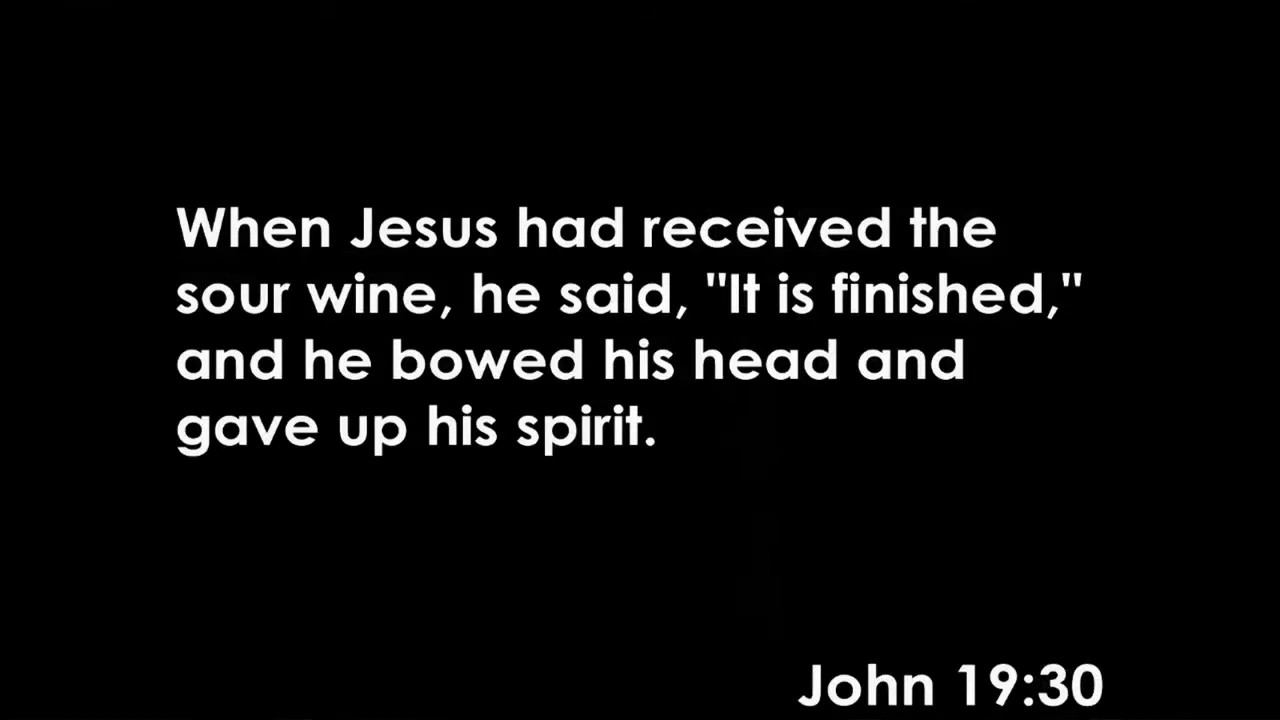 When Jesus had received the
sour wine, he said, "It is finished,"
and he bowed his head and
gave up his spirit.
John 19:30